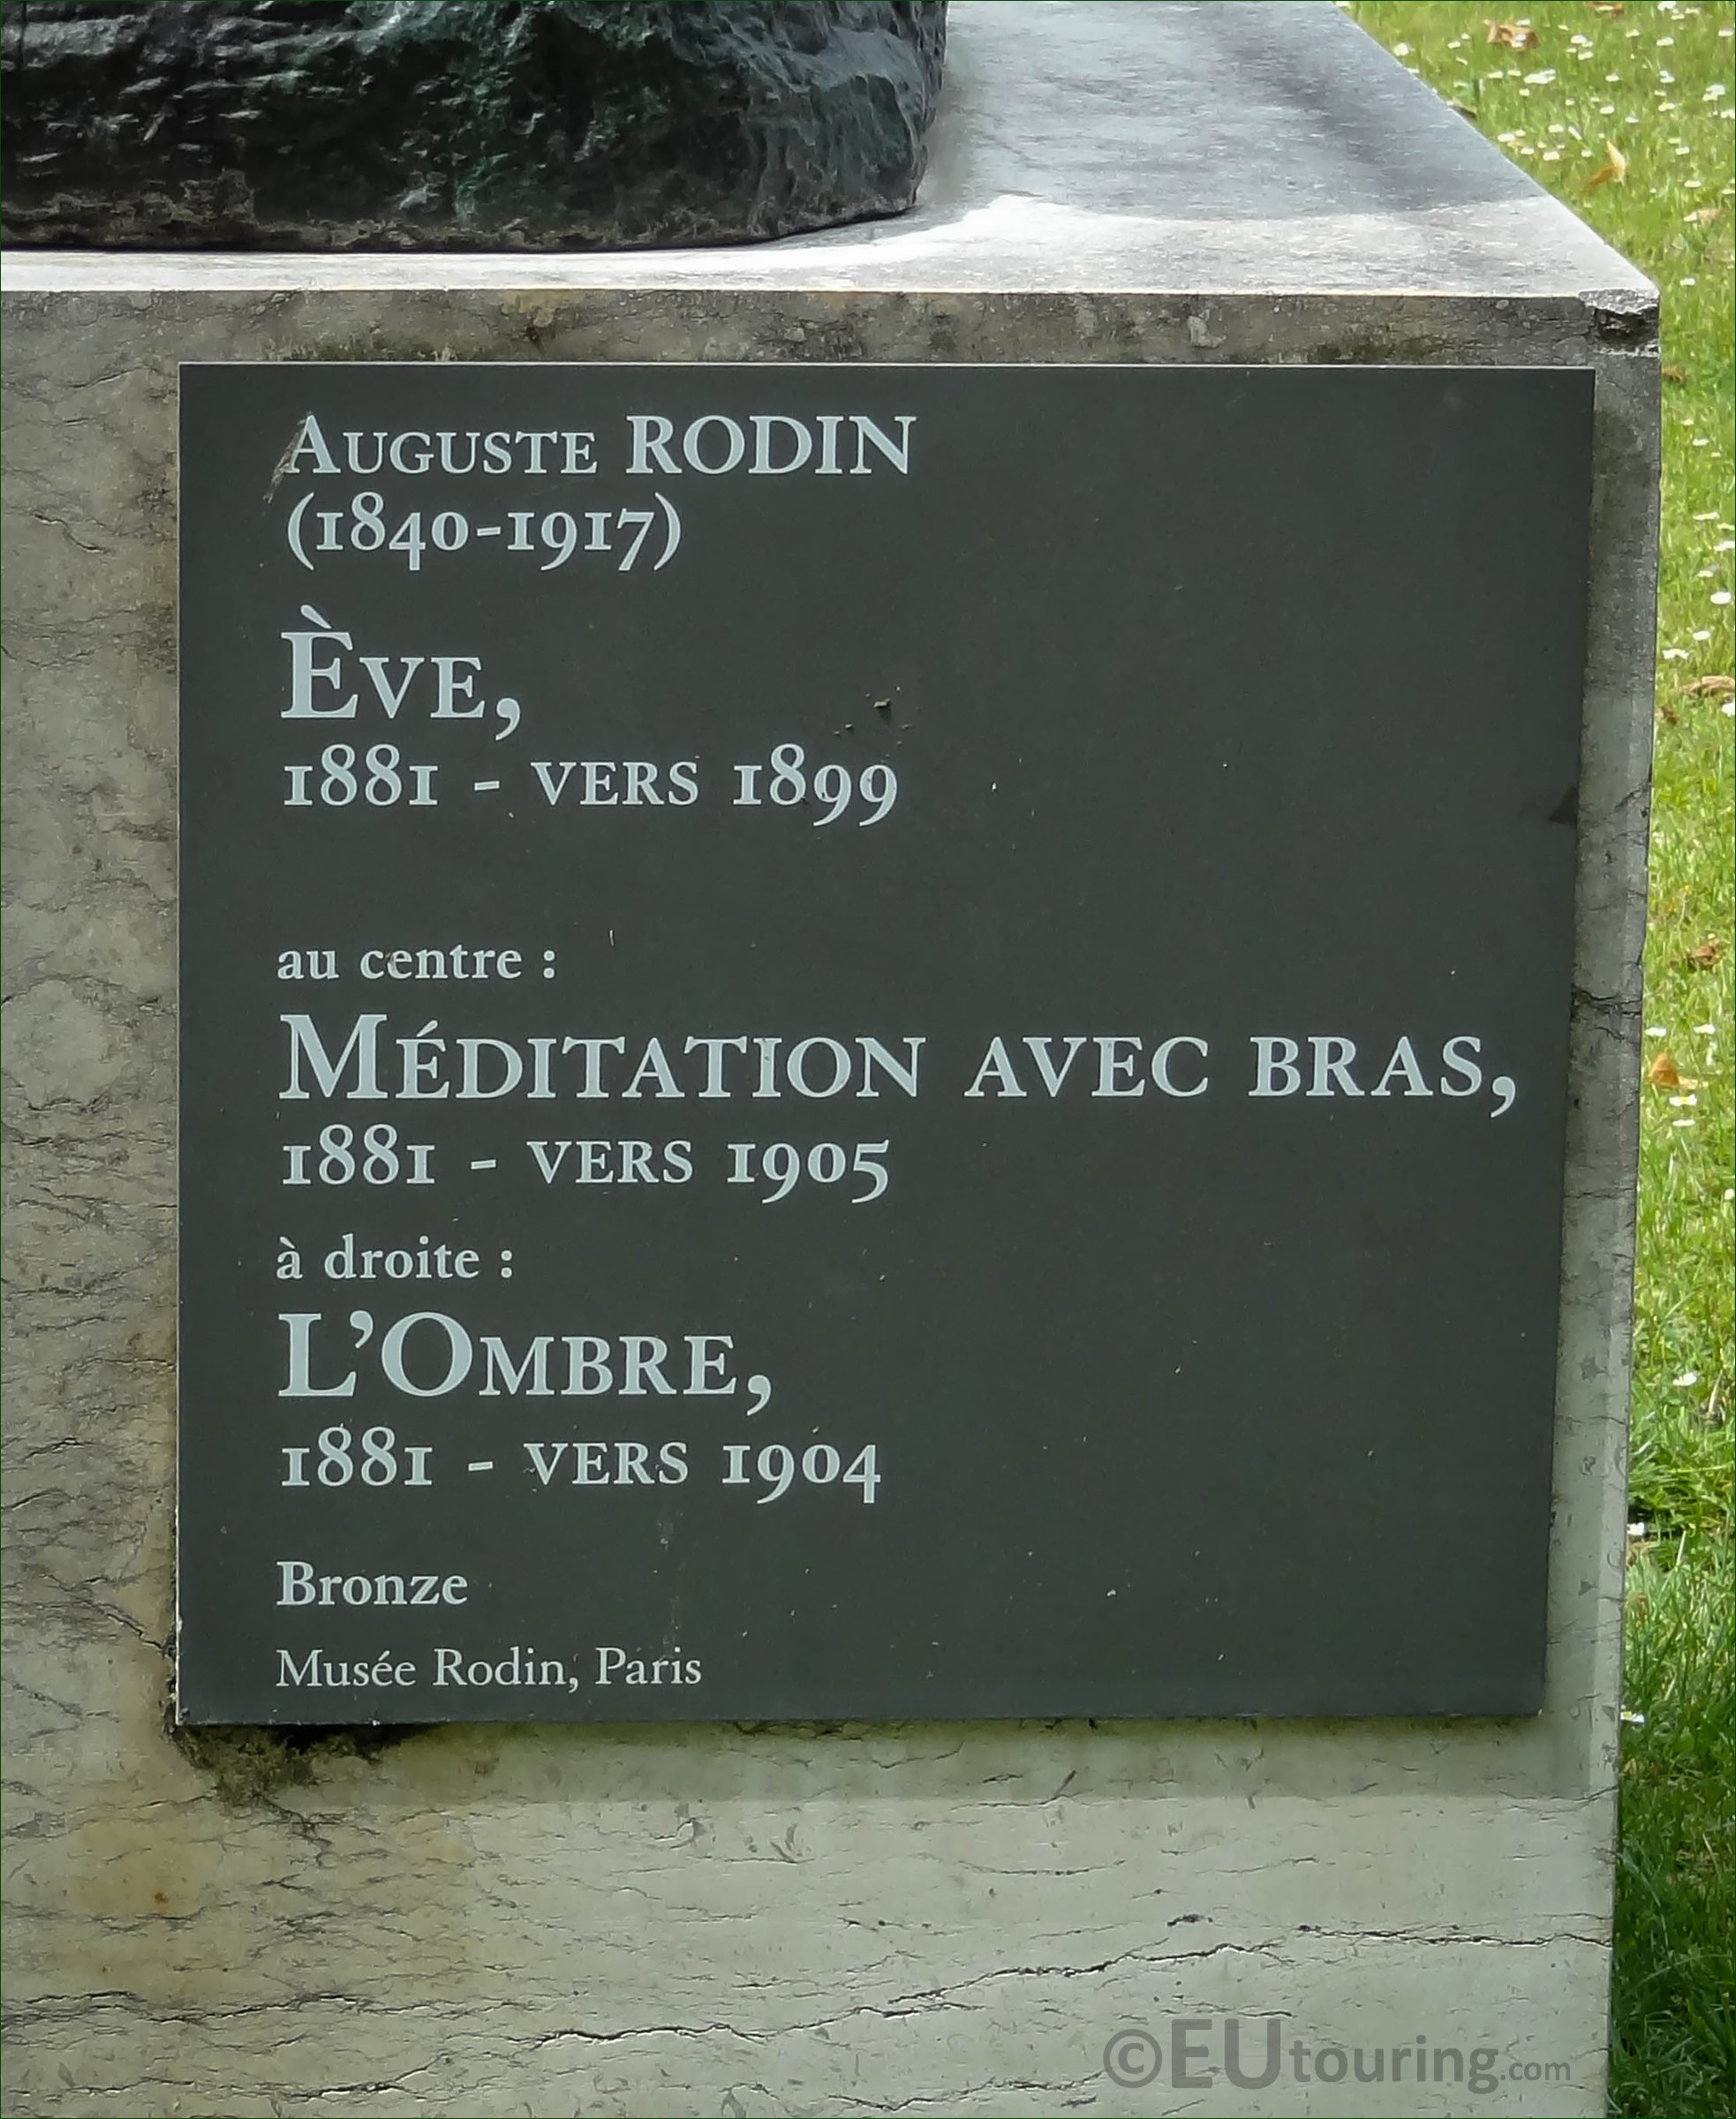 Auguste RODIN
(1840-1917)
Ève,
1881 - vers 1899
au centre :
Méditation avec bras,
1881 - vers 1905
à droite :
L'Ombre,
1881 - vers 1904
Bronze
Musée Rodin, Paris
©EUtouring.com